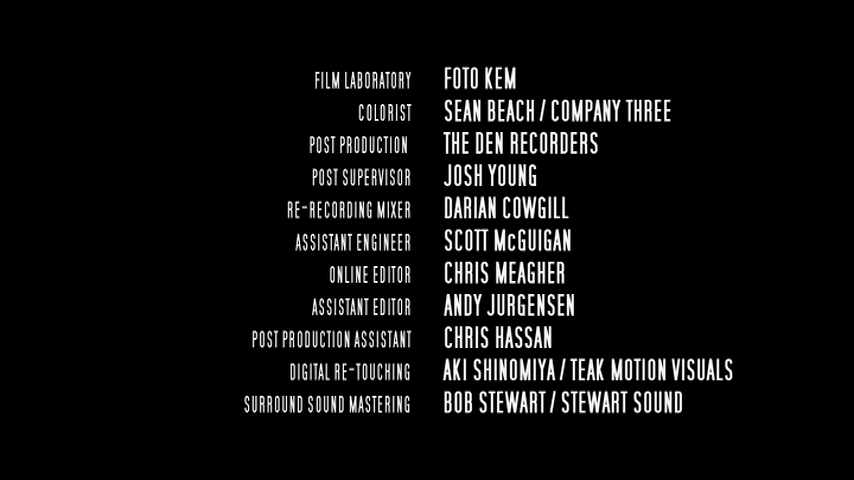 FILM LABORATORY FOTO KEM
COLORIST SEAN BEACH / COMPANY THREE
POST PRODUCTION THE DEN RECORDERS
POST SUPERVISOR JOSH YOUNG
RE-RECORDING MIXER DARIAN COWGILL
ASSISTANT ENGINEER SCOTT McGUIGAN
ONLINE EDITOR CHRIS MEAGHER
ASSISTANT EDITOR ANDY JURGENSEN
POST PRODUCTION ASSISTANT CHRIS HASSAN
DIGITAL RE-TOUCHING AKI SHINOMIYA / TEAK MOTION VISUALS
SURROUND SOUND MASTERING BOB STEWART / STEWART SOUND